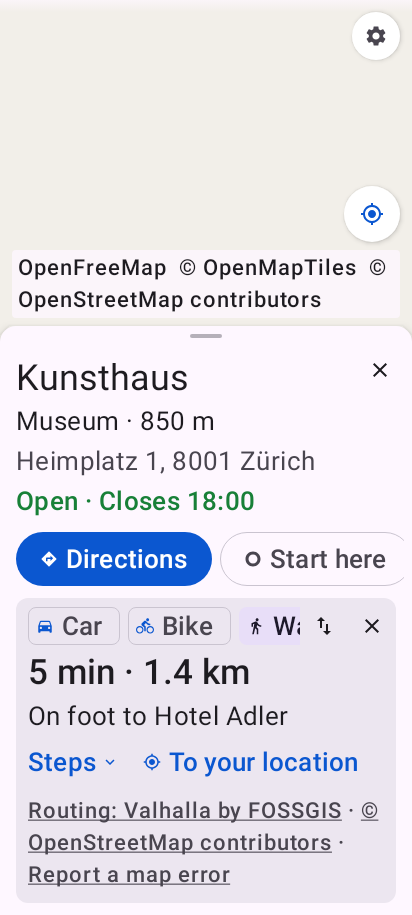 OpenFreeMap © OpenMapTiles ©
OpenStreetMap contributors
Kunsthaus
Museum · 850 m
Heimplatz 1, 8001 Zürich
Open · Closes 18:00
Directions
Start here
Car
Bike
Wa
5 min · 1.4 km
On foot to Hotel Adler
Steps
To your location
Routing: Valhalla by FOSSGIS · ©
OpenStreetMap contributors ·
Report a map error